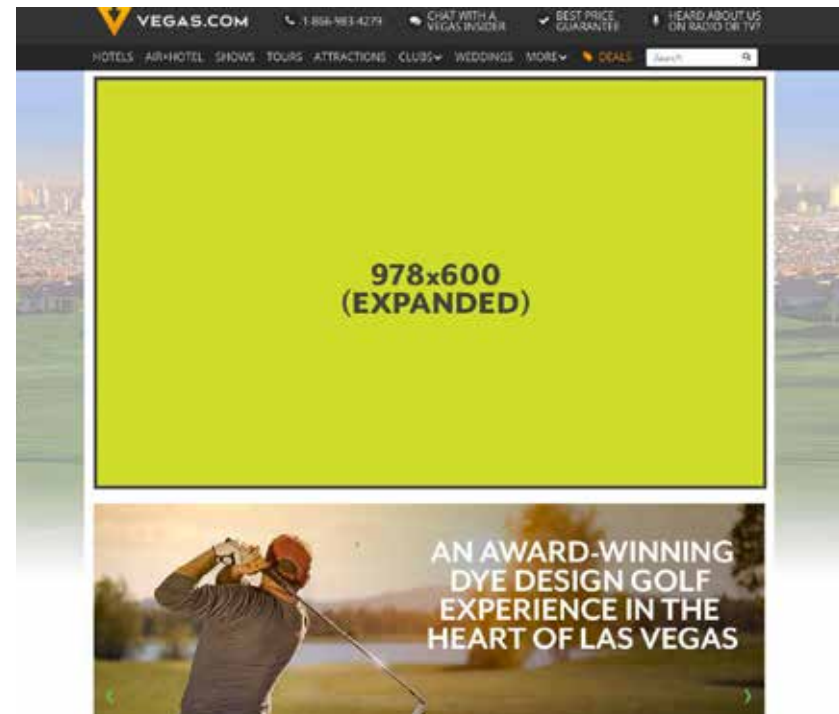 VEGAS.COM
1-866-983-4279
CHAT WITH A
VEGAS INSIDER
BEST PRICE
GUARANTEE
HEARD ABOUT US
ON RADIO OR TV?
HOTELS AIR+HOTEL SHOWS TOURS ATTRACTIONS CLUBS WEDDINGS MORE DEALS Search
978x600
(EXPANDED)
AN AWARD-WINNING
DYE DESIGN GOLF
EXPERIENCE IN THE
HEART OF LAS VEGAS